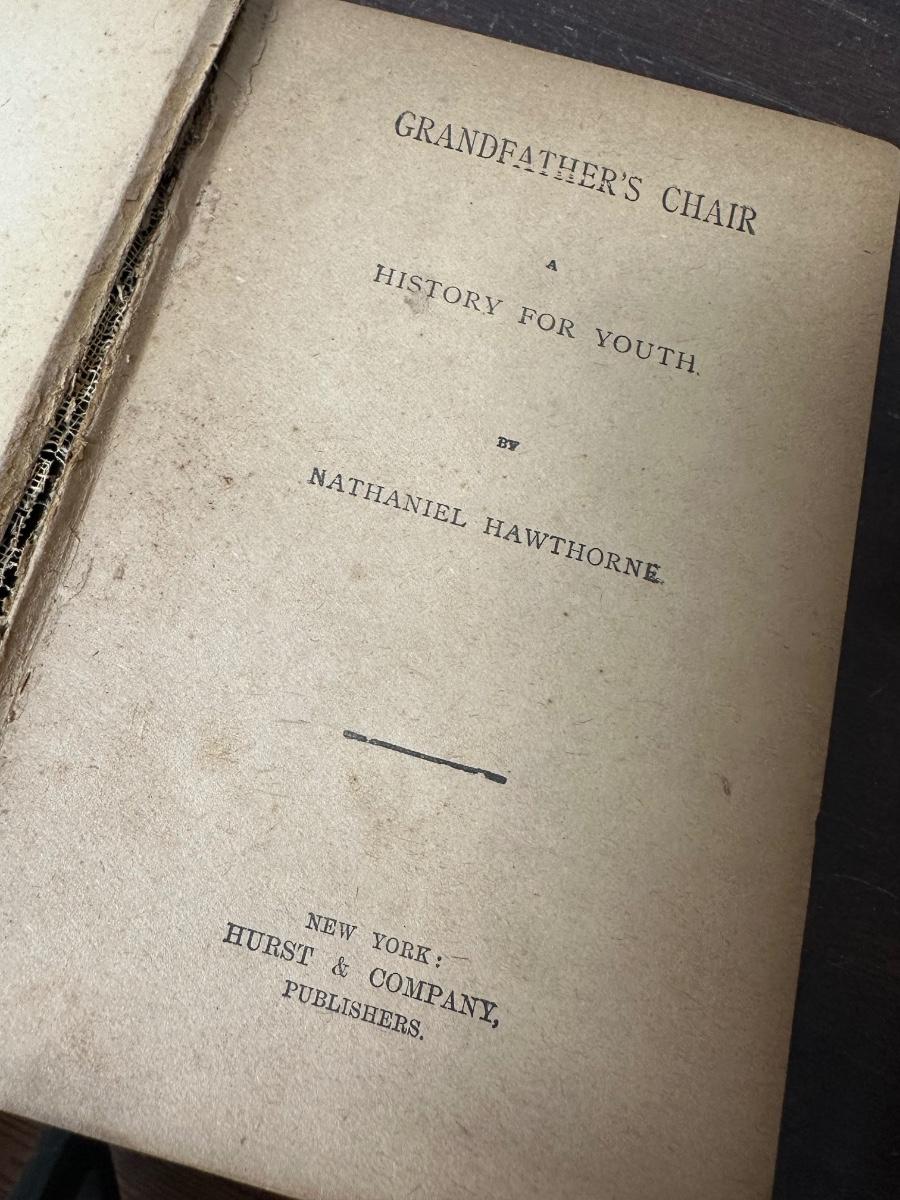 GRANDFATHER'S CHAIR
A
HISTORY FOR YOUTH.
BY
NATHANIEL HAWTHORNE.
NEW YORK:
HURST & COMPANY,
PUBLISHERS.